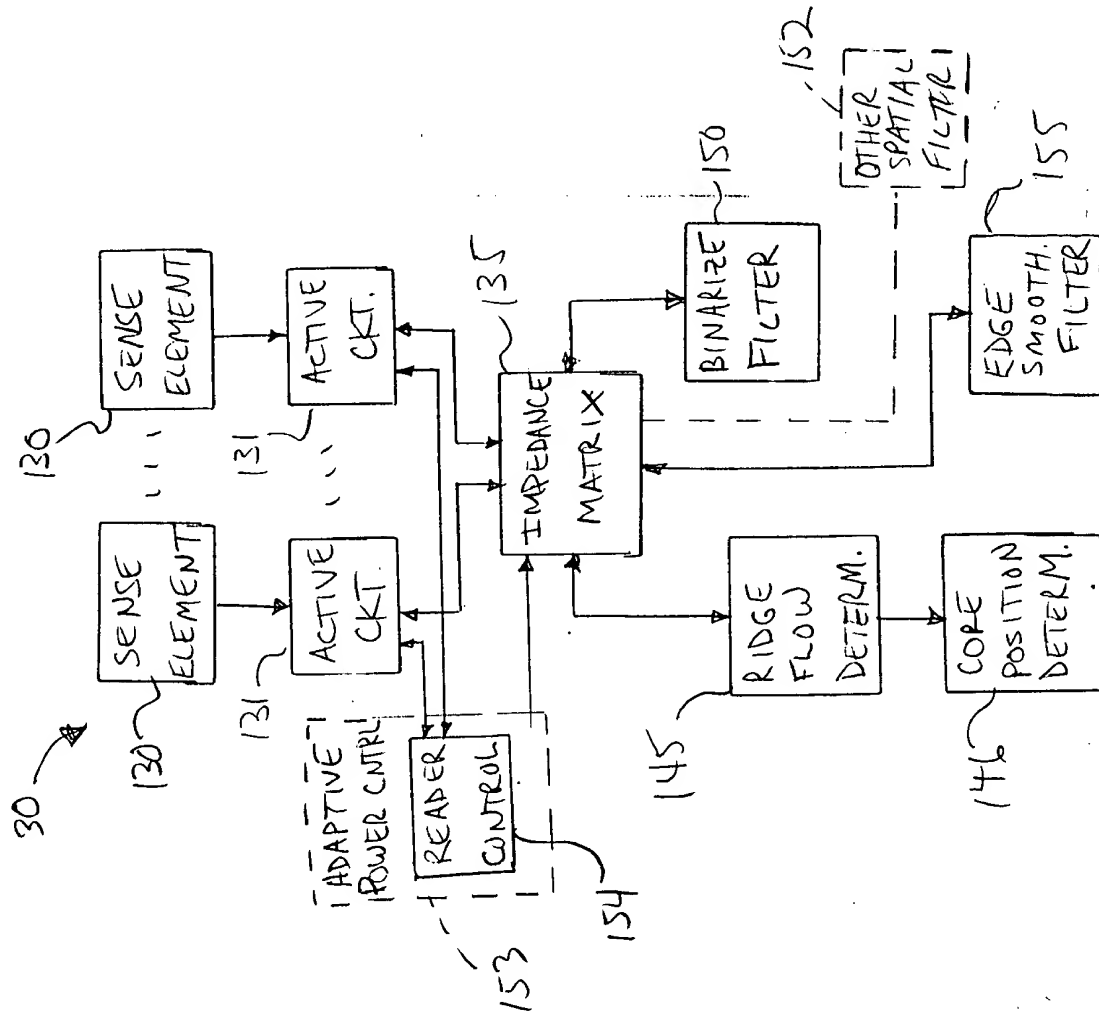 30
130
130
SENSE
ELEMENT
SENSE
ELEMENT
131
131
ACTIVE
CKT.
ACTIVE
CKT.
ADAPTIVE
POWER CNTRL
READER
CONTROL
153
154
135
IMPEDANCE
MATRIX
150
BINARIZE
FILTER
152
OTHER
SPATIAL
FILTER
145
RIDGE
FLOW
DETERM.
155
EDGE
SMOOTH.
FILTER
146
CORE
POSITION
DETERM.